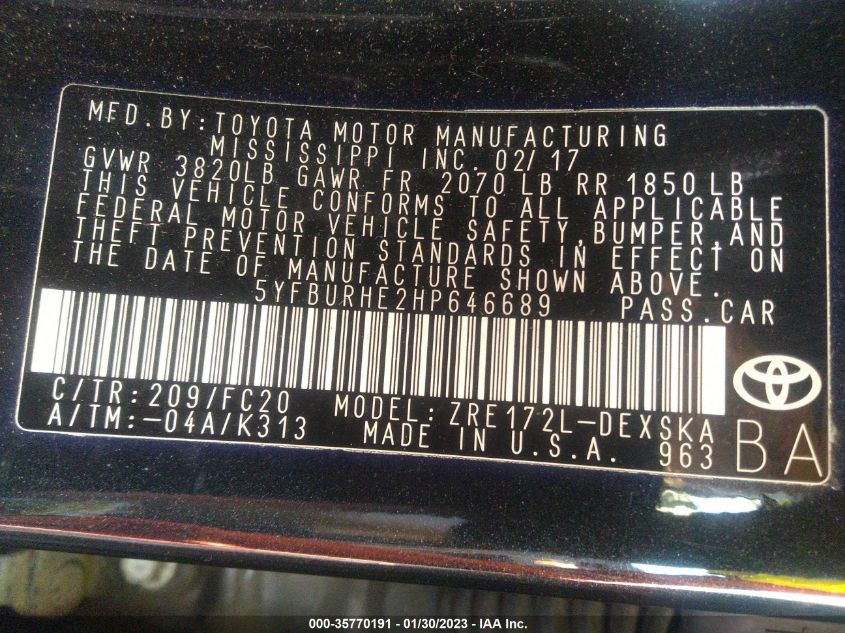 MFD.BY:TOYOTA MOTOR MANUFACTURING
MISSISSIPPI INC. 02/17
GVWR 3820LB GAWR FR 2070 LB RR 1850 LB
THIS VEHICLE CONFORMS TO ALL APPLICABLE
FEDERAL MOTOR VEHICLE SAFETY,BUMPER,AND
THEFT PREVENTION STANDARDS IN EFFECT ON
THE DATE OF MANUFACTURE SHOWN ABOVE.
5YFBURHE2HP646689 PASS.CAR
C/TR:209/FC20 MODEL:ZRE172L-DEXSKA
A/TM:-04A/K313 MADE IN U.S.A. 963 BA
000-35770191 - 01/30/2023 - IAA Inc.